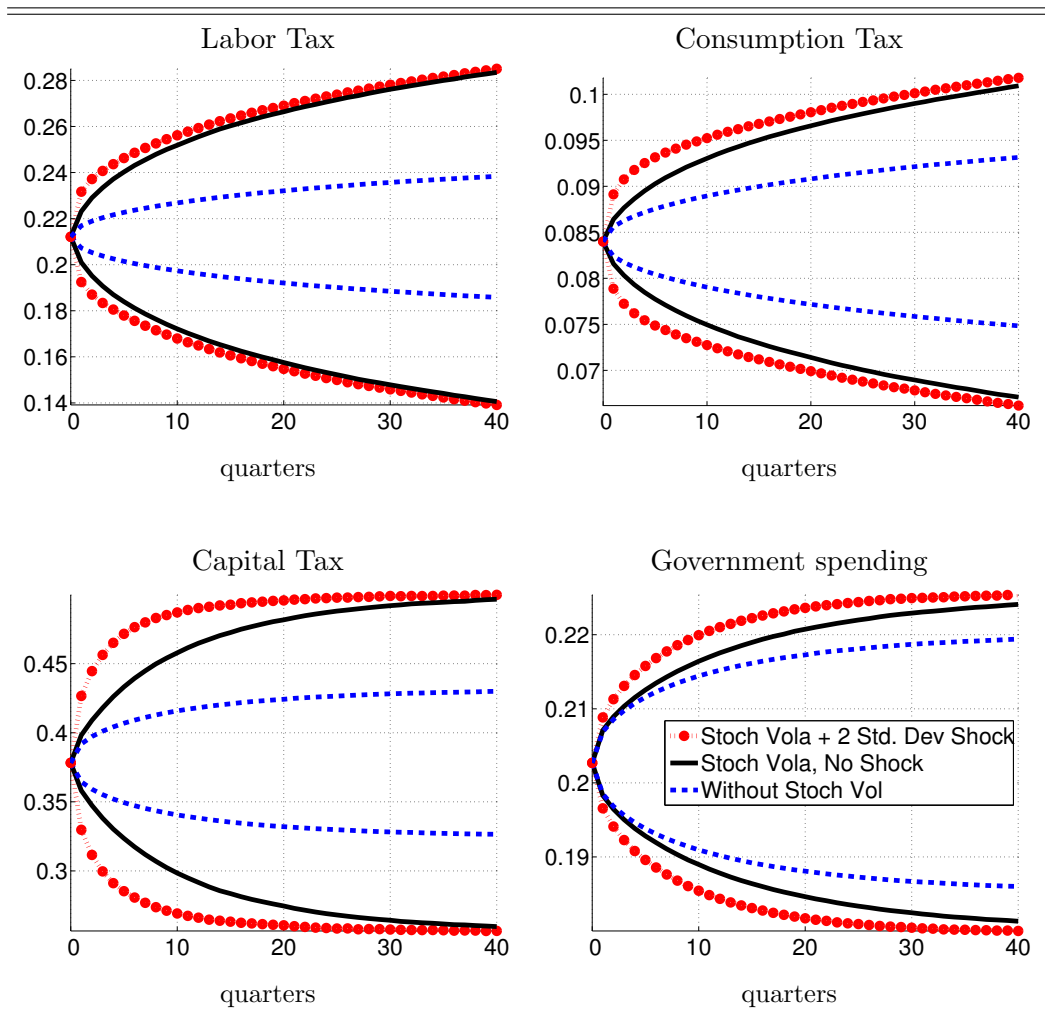 Labor Tax
0.28
0.26
0.24
0.22
0.2
0.18
0.16
0.14
0 10 20 30 40
quarters
Consumption Tax
0.1
0.095
0.09
0.085
0.08
0.075
0.07
0 10 20 30 40
quarters
Capital Tax
0.45
0.4
0.35
0.3
0 10 20 30 40
quarters
Government spending
0.22
0.21
0.2
0.19
0 10 20 30 40
quarters
Stoch Vola + 2 Std. Dev Shock
Stoch Vola, No Shock
Without Stoch Vol